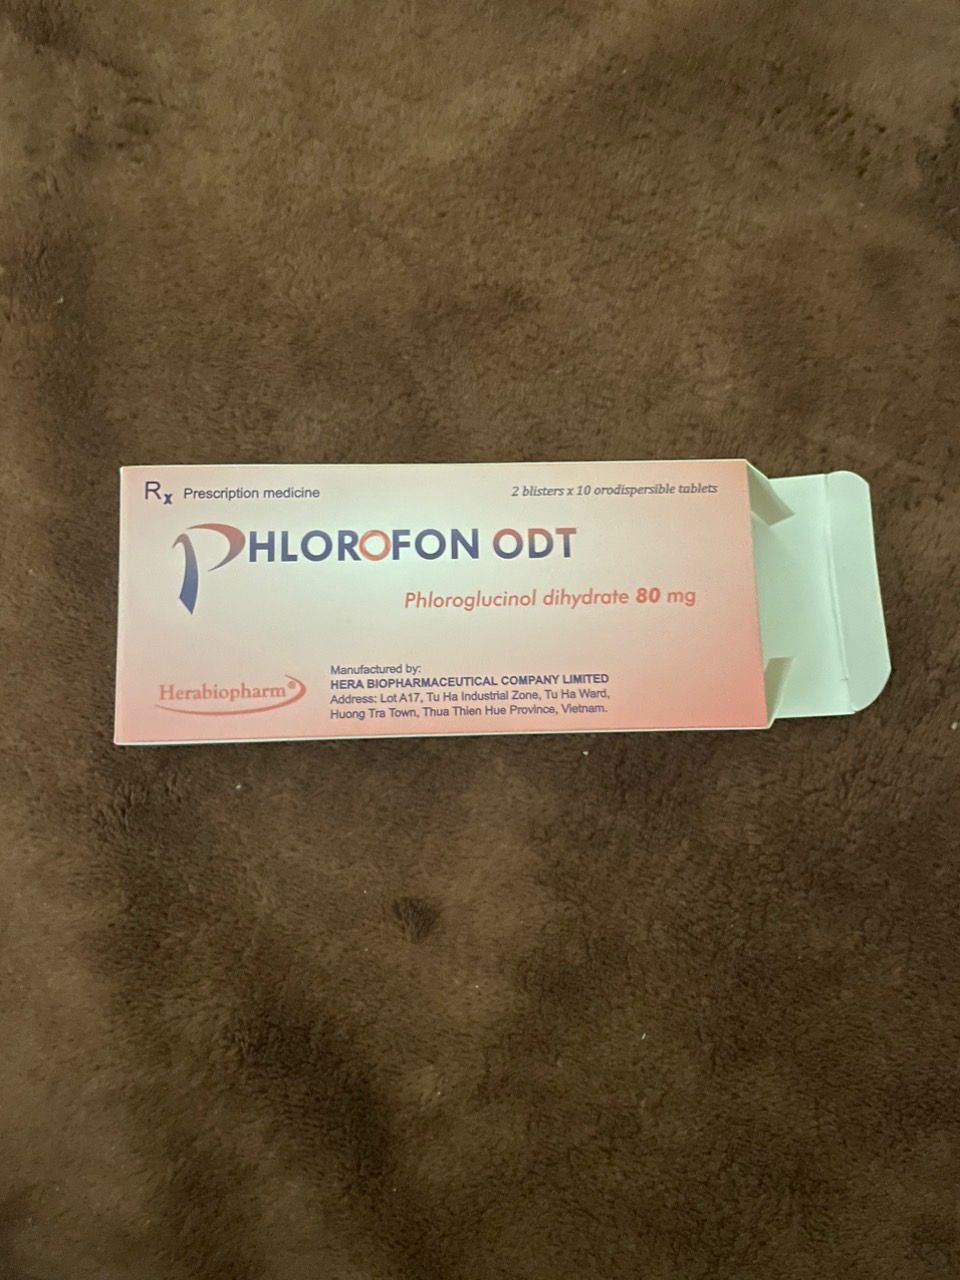 Rx Prescription medicine
2 blisters x 10 orodispersible tablets
PHLOROFON ODT
Phloroglucinol dihydrate 80 mg
Herabiopharm®
Manufactured by:
HERA BIOPHARMACEUTICAL COMPANY LIMITED
Address: Lot A17, Tu Ha Industrial Zone, Tu Ha Ward,
Huong Tra Town, Thua Thien Hue Province, Vietnam.